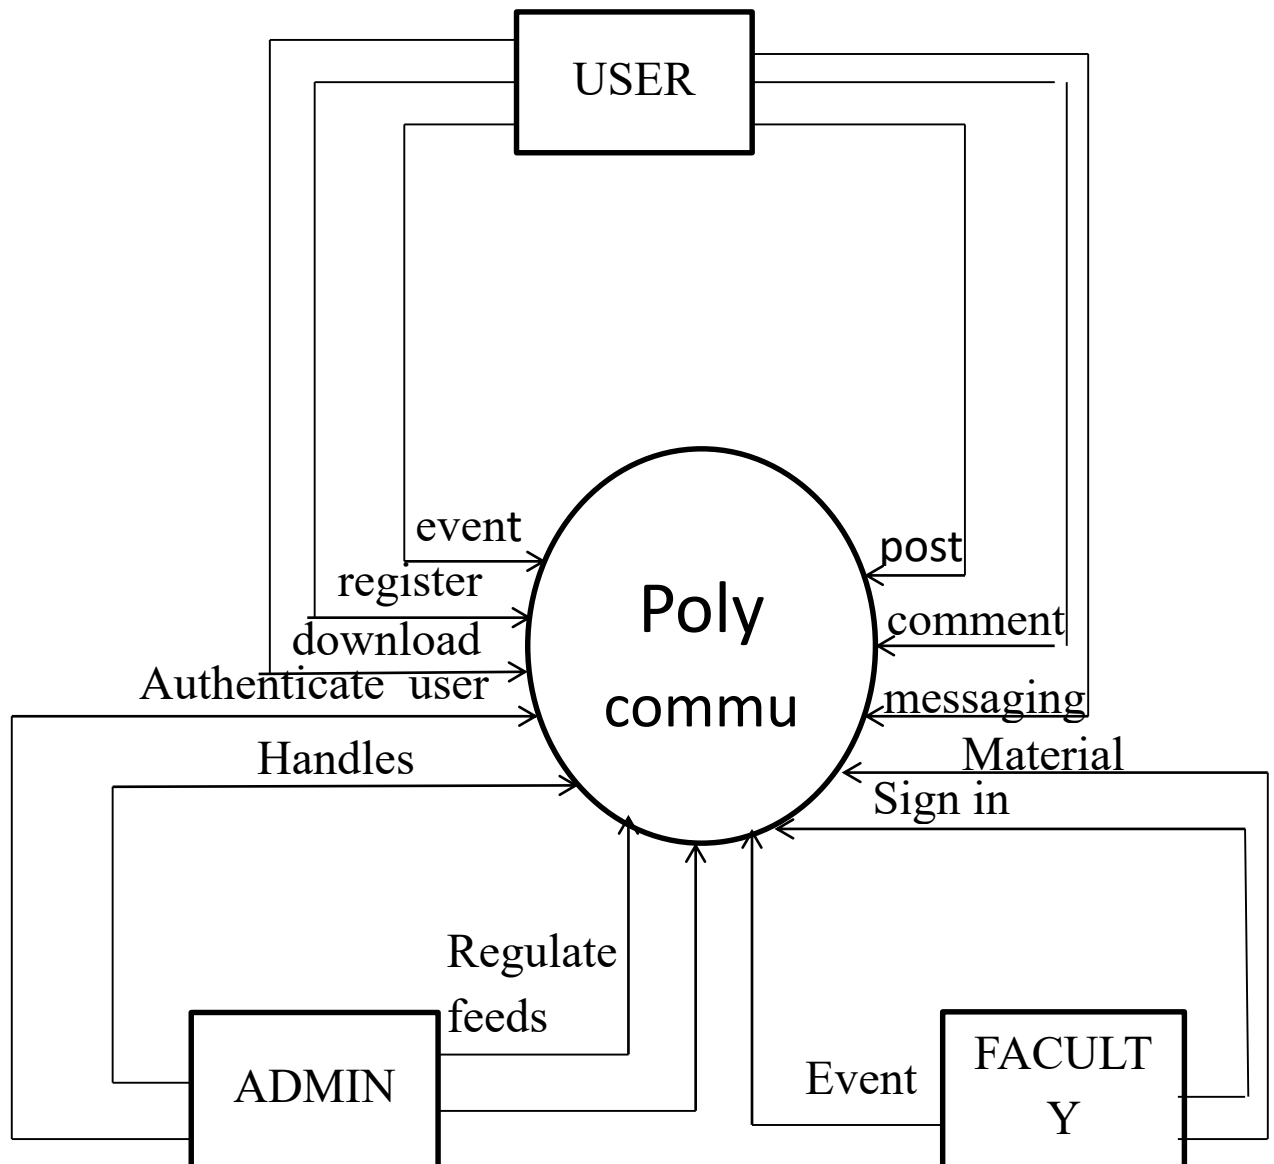 USER
event
post
register
Poly
comment
download
Authenticate user
commu
messaging
Handles
Material
Sign in
Regulate
feeds
FACULT
Y
Event
ADMIN